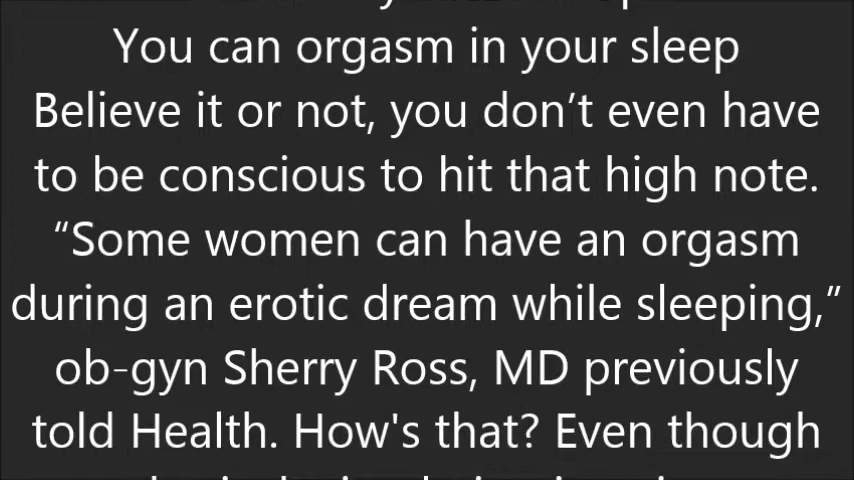 You can orgasm in your sleep
Believe it or not, you don’t even have
to be conscious to hit that high note.
“Some women can have an orgasm
during an erotic dream while sleeping,”
ob-gyn Sherry Ross, MD previously
told Health. How's that? Even though